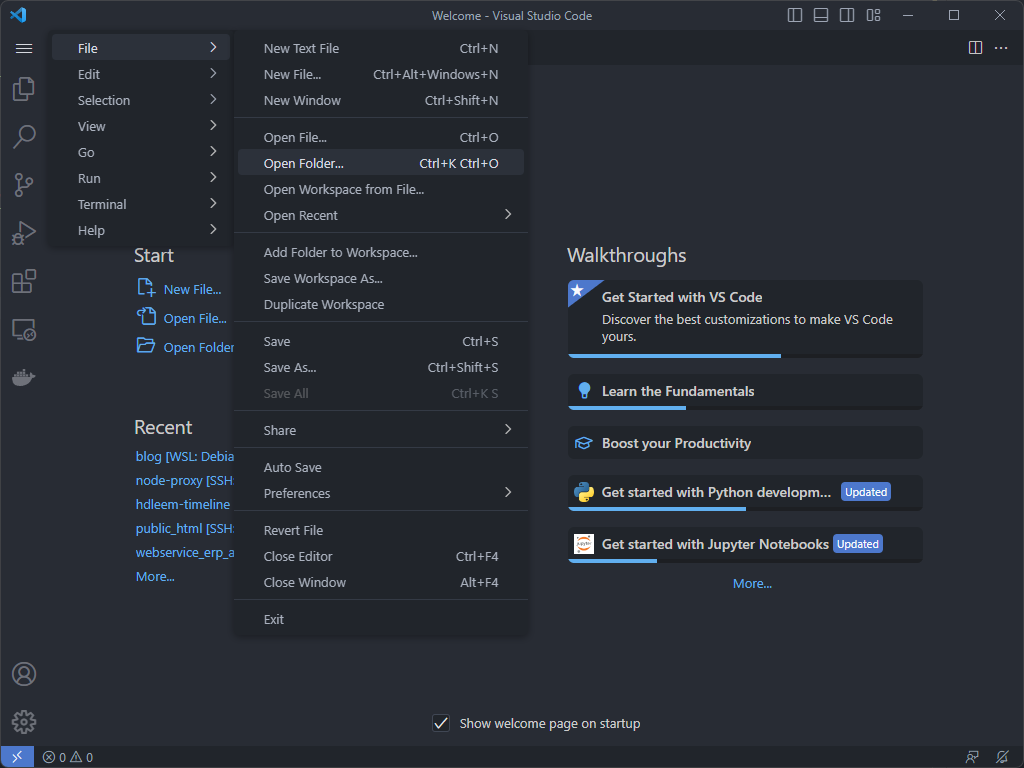 Welcome - Visual Studio Code
File
Edit
Selection
View
Go
Run
Terminal
Help
New Text File Ctrl+N
New File... Ctrl+Alt+Windows+N
New Window Ctrl+Shift+N
Open File... Ctrl+O
Open Folder... Ctrl+K Ctrl+O
Open Workspace from File...
Open Recent
Add Folder to Workspace...
Save Workspace As...
Duplicate Workspace
Save Ctrl+S
Save As... Ctrl+Shift+S
Save All Ctrl+K S
Share
Auto Save
Preferences
Revert File
Close Editor Ctrl+F4
Close Window Alt+F4
Exit
Start
New File...
Open File...
Open Folder
Recent
blog [WSL: Debia
node-proxy [SSH:
hdleem-timeline
public_html [SSH:
webservice_erp_a
More...
Walkthroughs
Get Started with VS Code
Discover the best customizations to make VS Code
yours.
Learn the Fundamentals
Boost your Productivity
Get started with Python developm... Updated
jupyter
Get started with Jupyter Notebooks Updated
More...
Show welcome page on startup
0 0